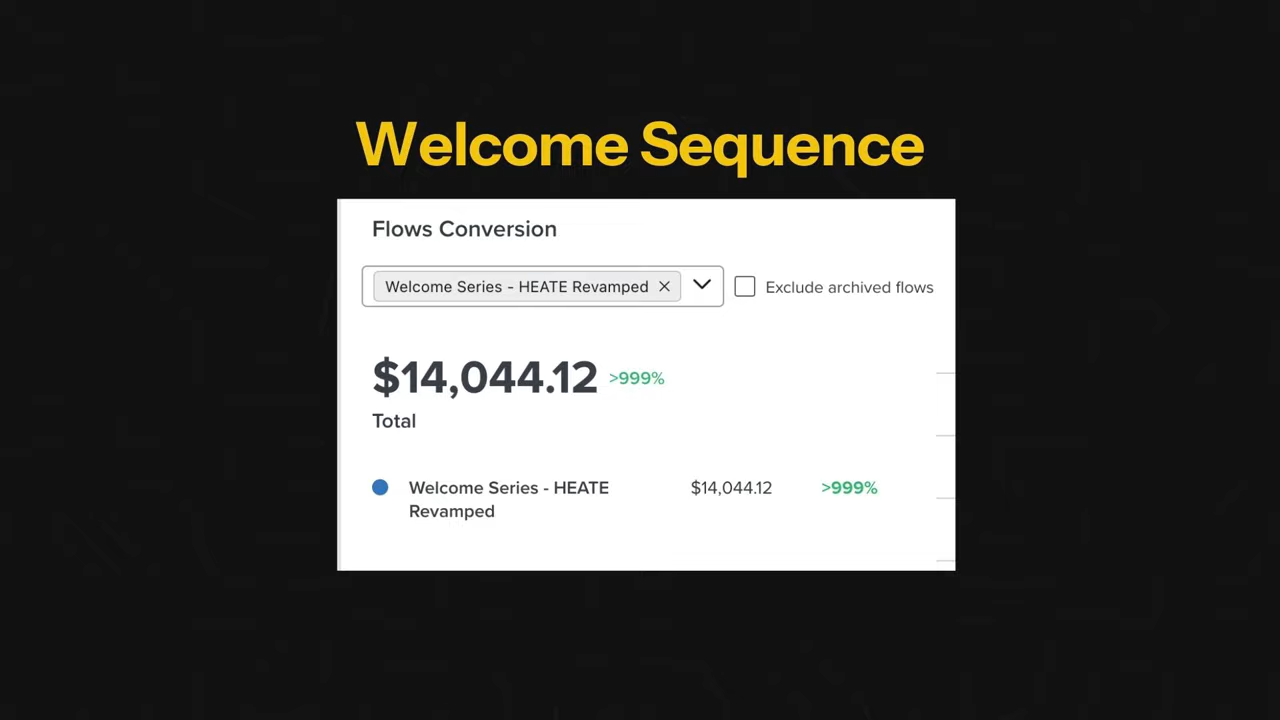 Welcome Sequence
Flows Conversion
Welcome Series - HEATE Revamped
Exclude archived flows
$14,044.12 >999%
Total
Welcome Series - HEATE $14,044.12 >999%
Revamped